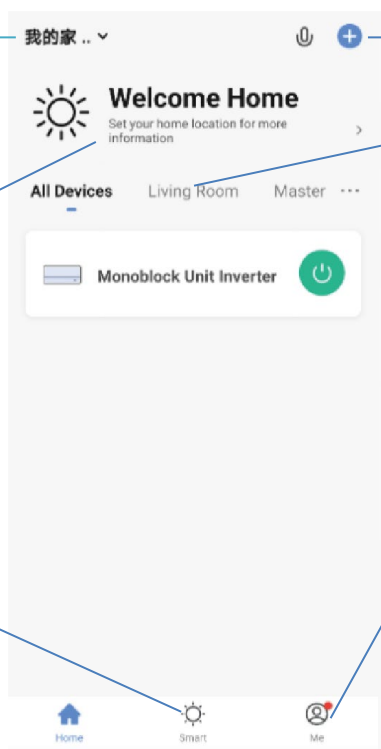 我的家 ..
Welcome Home
Set your home location for more
information
All Devices Living Room Master ...
Monoblock Unit Inverter
Home Smart Me